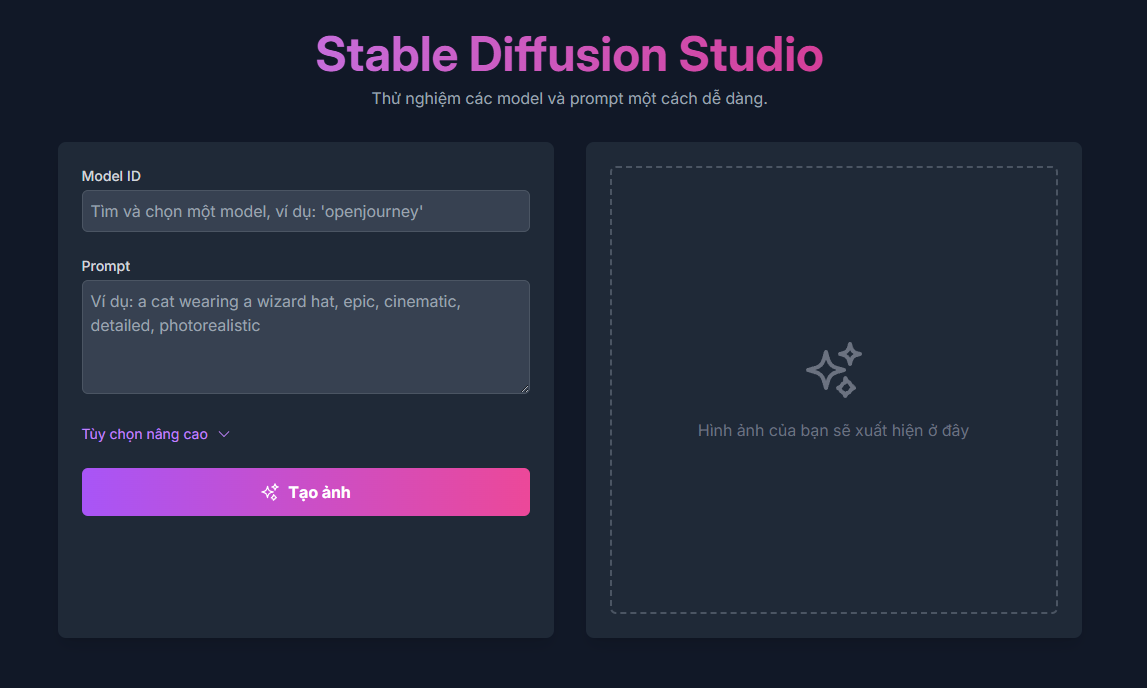 Stable Diffusion Studio
Thử nghiệm các model và prompt một cách dễ dàng.
Model ID
Tìm và chọn một model, ví dụ: 'openjourney'
Prompt
Ví dụ: a cat wearing a wizard hat, epic, cinematic,
detailed, photorealistic
Tùy chọn nâng cao
Tạo ảnh
Hình ảnh của bạn sẽ xuất hiện ở đây